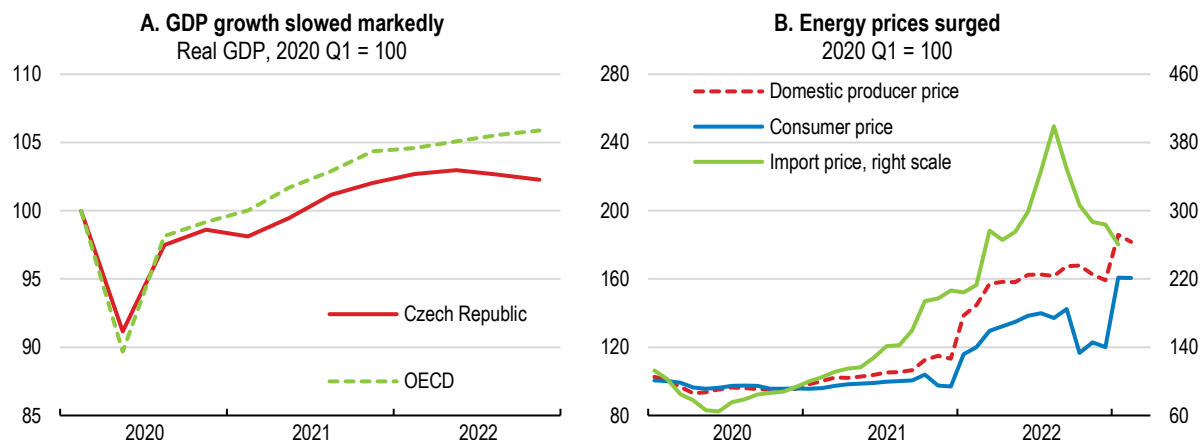 A. GDP growth slowed markedly
Real GDP, 2020 Q1 = 100
110
105
100
95
90
85
2020
2021
2022
Czech Republic
OECD
B. Energy prices surged
2020 Q1 = 100
280
240
200
160
120
80
460
380
300
220
140
60
2020
2021
2022
Domestic producer price
Consumer price
Import price, right scale